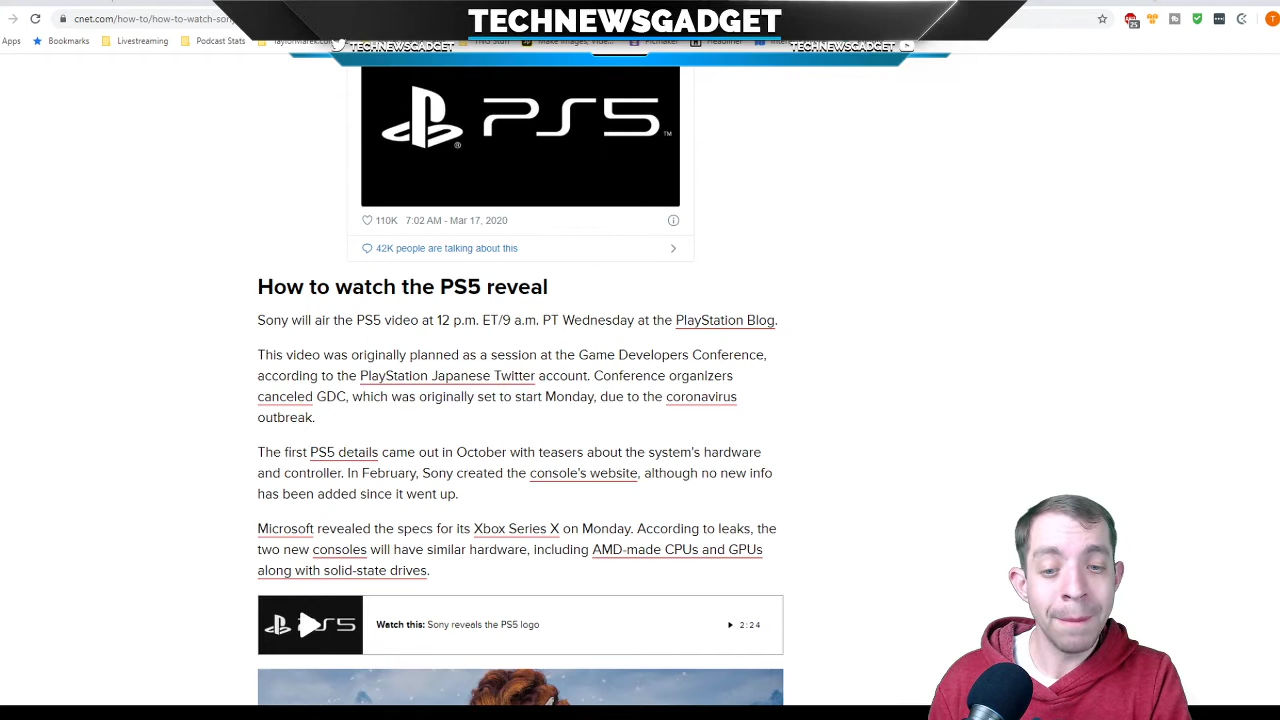 cnet.com/how-to/how-to-watch-son
TECHNEWSGADGET
25
T
Apps
Bookmarks
Livestreaming
Podcast Stats
TECHNEWSGADGET
TECHNEWSGADGET
PS5™
®
110K 7:02 AM - Mar 17, 2020
42K people are talking about this
How to watch the PS5 reveal
Sony will air the PS5 video at 12 p.m. ET/9 a.m. PT Wednesday at the PlayStation Blog.
This video was originally planned as a session at the Game Developers Conference,
according to the PlayStation Japanese Twitter account. Conference organizers
canceled GDC, which was originally set to start Monday, due to the coronavirus
outbreak.
The first PS5 details came out in October with teasers about the system's hardware
and controller. In February, Sony created the console's website, although no new info
has been added since it went up.
Microsoft revealed the specs for its Xbox Series X on Monday. According to leaks, the
two new consoles will have similar hardware, including AMD-made CPUs and GPUs
along with solid-state drives.
PS5
Watch this: Sony reveals the PS5 logo
2:24